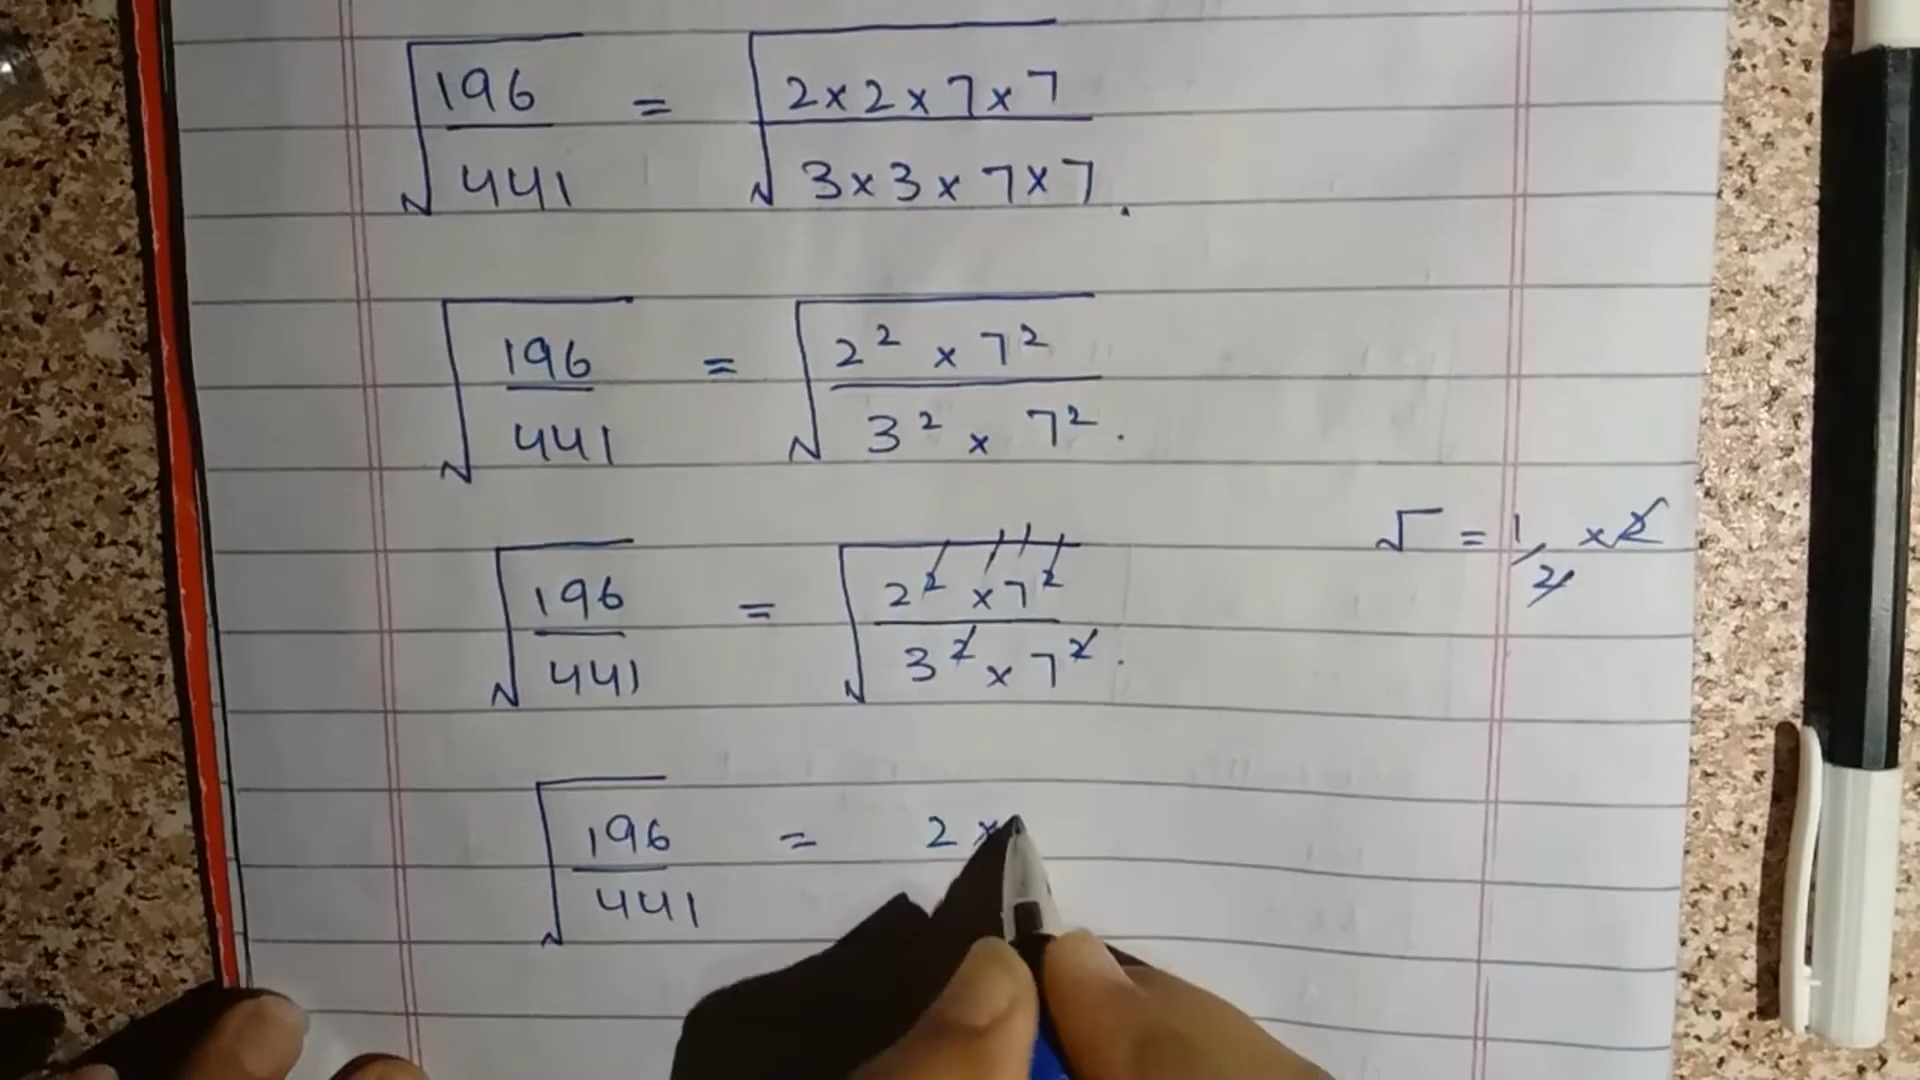 √196/441 = √2×2×7×7/3×3×7×7.
√196/441 = √2² × 7²/3² × 7².
√ = 1/2 × 2
√196/441 = √2² × 7²/3² × 7².
√196/441 = 2 ×